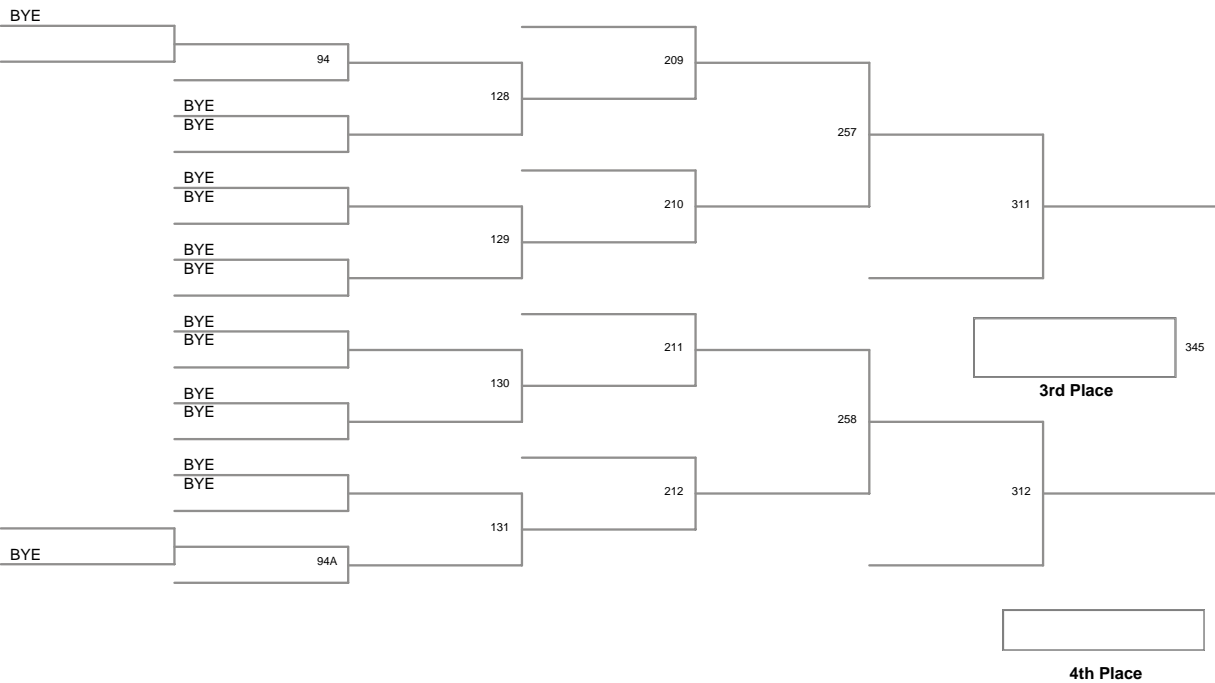 BYE
94
209
128
BYE
BYE
257
BYE
BYE
210
311
129
BYE
BYE
BYE
BYE
211
345
130
3rd Place
BYE
BYE
258
BYE
BYE
212
312
131
BYE
94A
4th Place